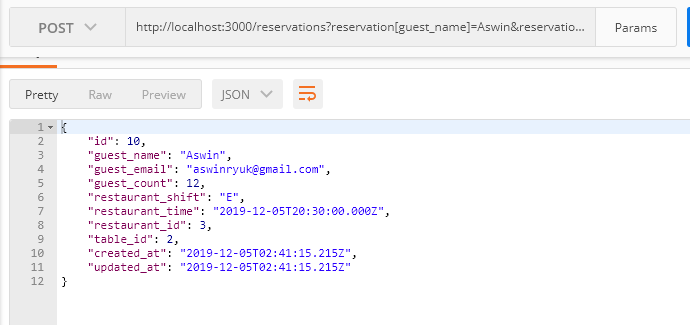 POST http://localhost:3000/reservations?reservation[guest_name]=Aswin&reservatio... Params
Pretty Raw Preview JSON
1 {
2 "id": 10,
3 "guest_name": "Aswin",
4 "guest_email": "aswinryuk@gmail.com",
5 "guest_count": 12,
6 "restaurant_shift": "E",
7 "restaurant_time": "2019-12-05T20:30:00.000Z",
8 "restaurant_id": 3,
9 "table_id": 2,
10 "created_at": "2019-12-05T02:41:15.215Z",
11 "updated_at": "2019-12-05T02:41:15.215Z"
12 }